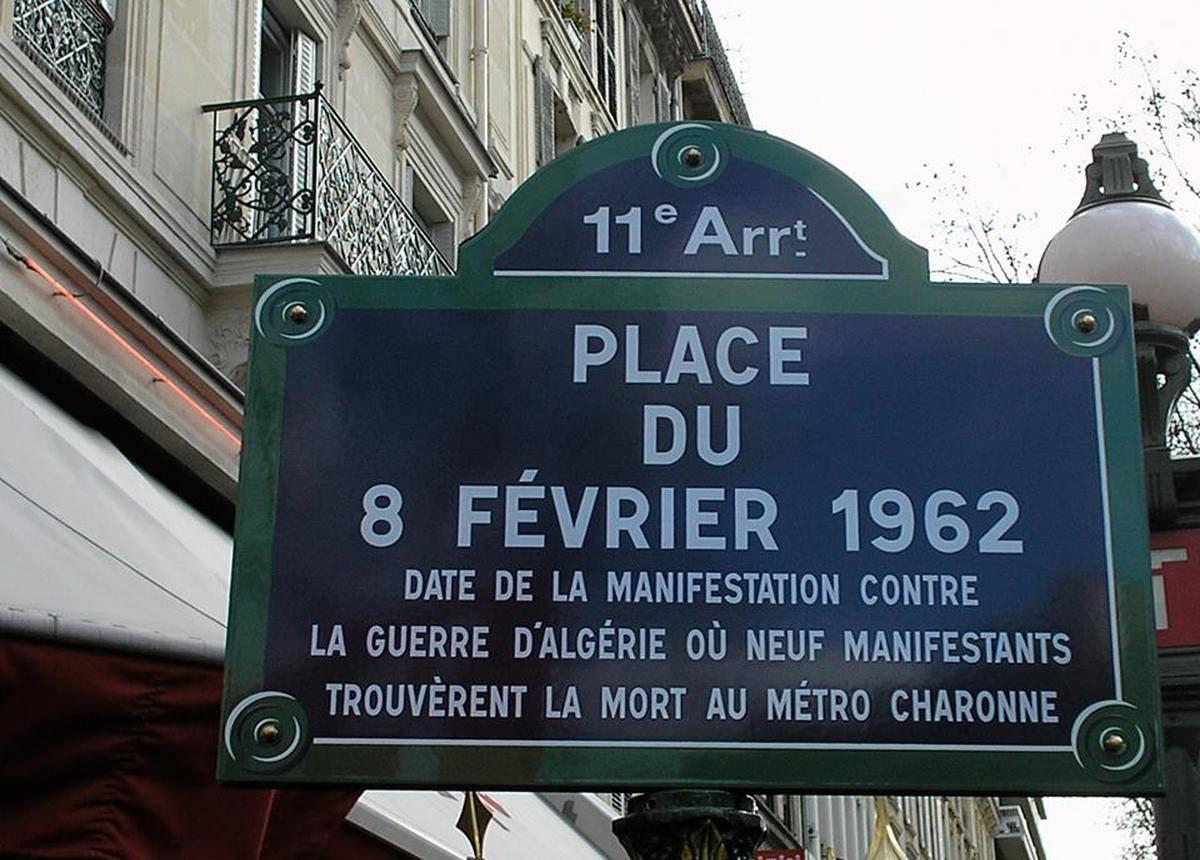 11e Arrt
PLACE
DU
8 FÉVRIER 1962
DATE DE LA MANIFESTATION CONTRE
LA GUERRE D'ALGÉRIE OÙ NEUF MANIFESTANTS
TROUVÈRENT LA MORT AU MÉTRO CHARONNE